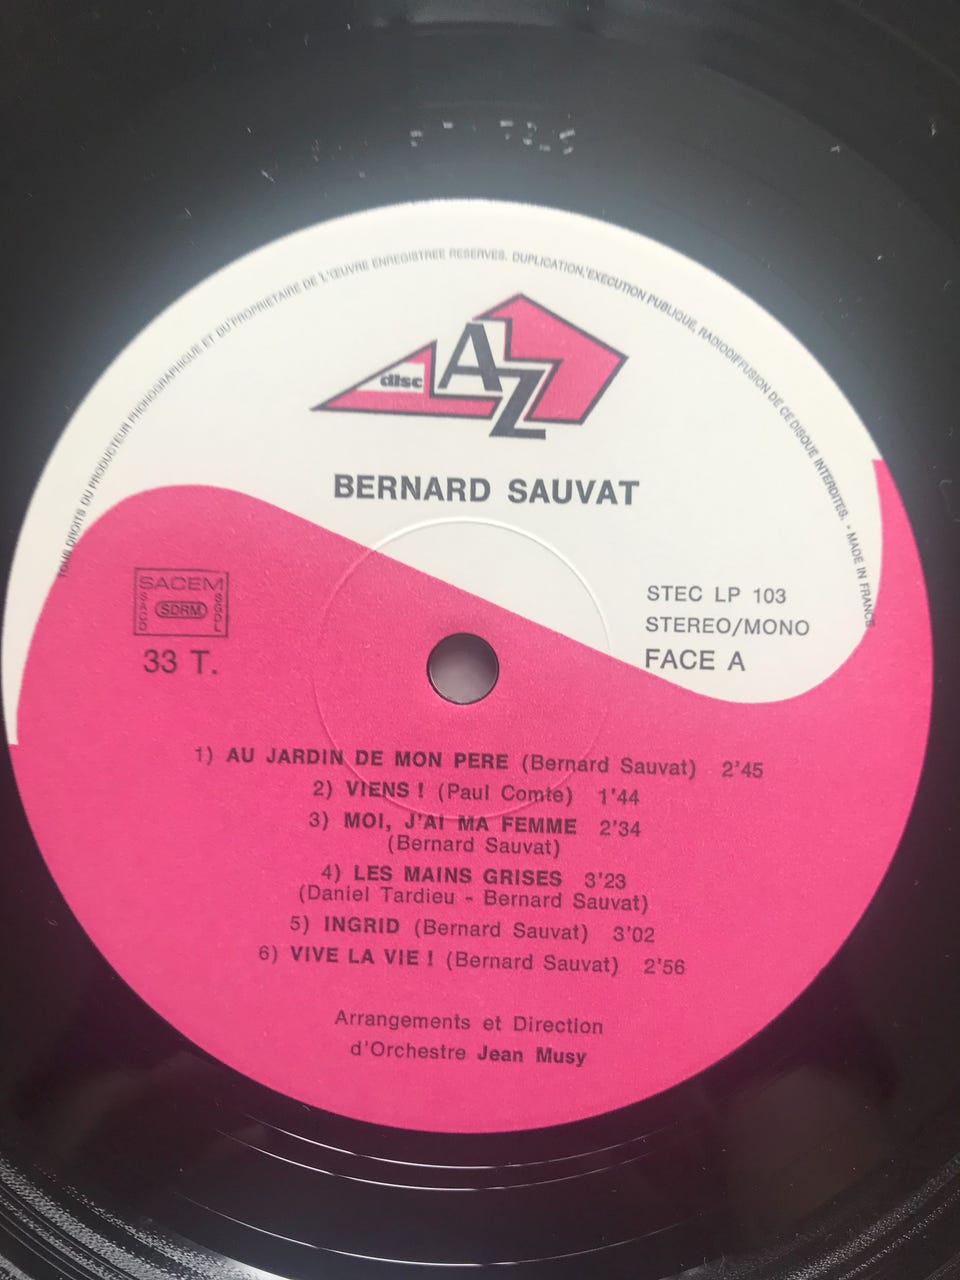 TOUS DROITS DU PRODUCTEUR PHONOGRAPHIQUE ET DU PROPRIETAIRE DE L'ŒUVRE ENREGISTREE RESERVES. DUPLICATION, EXECUTION PUBLIQUE, RADIODIFFUSION DE CE DISQUE INTERDITES. • MADE IN FRANCE
disc AZ
BERNARD SAUVAT
SACEM
SACD SDRM SGDL
33 T.
STEC LP 103
STEREO/MONO
FACE A
1) AU JARDIN DE MON PERE (Bernard Sauvat) 2'45
2) VIENS ! (Paul Comte) 1'44
3) MOI, J'AI MA FEMME 2'34
(Bernard Sauvat)
4) LES MAINS GRISES 3'23
(Daniel Tardieu - Bernard Sauvat)
5) INGRID (Bernard Sauvat) 3'02
6) VIVE LA VIE ! (Bernard Sauvat) 2'56
Arrangements et Direction
d'Orchestre Jean Musy